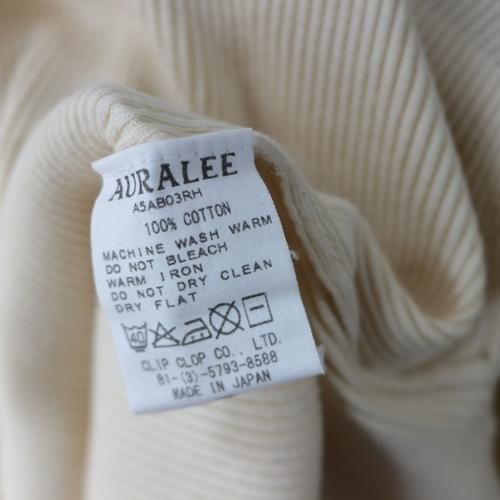 AURALEE
A5AB03RH
100% COTTON
MACHINE WASH WARM
DO NOT BLEACH
WARM IRON
DO NOT DRY CLEAN
DRY FLAT
40
CLIP CLOP CO., LTD.
81-(3)-5793-8588
MADE IN JAPAN